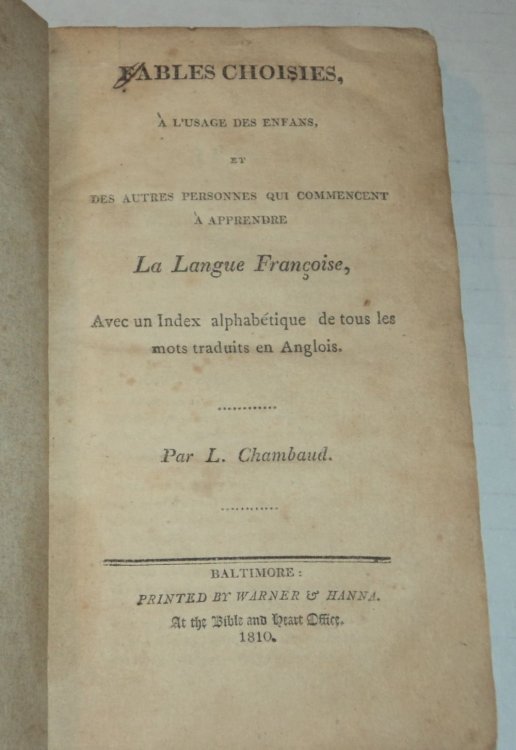 FABLES CHOISIES,
À L'USAGE DES ENFANS,
ET
DES AUTRES PERSONNES QUI COMMENCENT
À APPRENDRE
La Langue Françoise,
Avec un Index alphabétique de tous les
mots traduits en Anglois.
Par L. Chambaud.
BALTIMORE:
PRINTED BY WARNER & HANNA.
At the Bible and Heart Office.
1810.